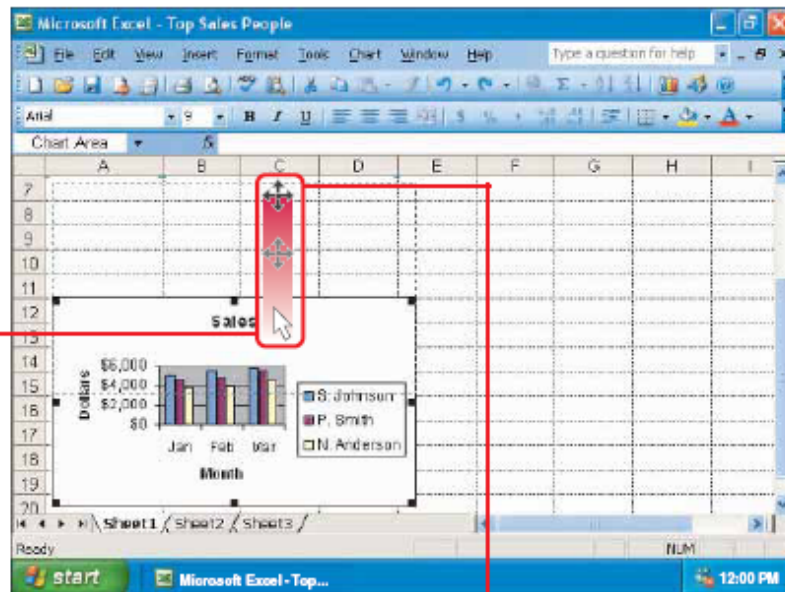 Microsoft Excel - Top Sales People
File Edit View Insert Format Tools Chart Window Help Type a question for help
Arial 9 B I U $ % ,
Chart Area fx
A B C D E F G H I
7
8
9
10
11
12
Sales
13
14
$6,000
15
$4,000
S. Johnson
Dollars
16
$2,000
P. Smith
17
$0
N. Anderson
18
Jan Feb Mar
19
Month
20
Sheet1 Sheet2 Sheet3
Ready NUM
start Microsoft Excel - Top... 12:00 PM